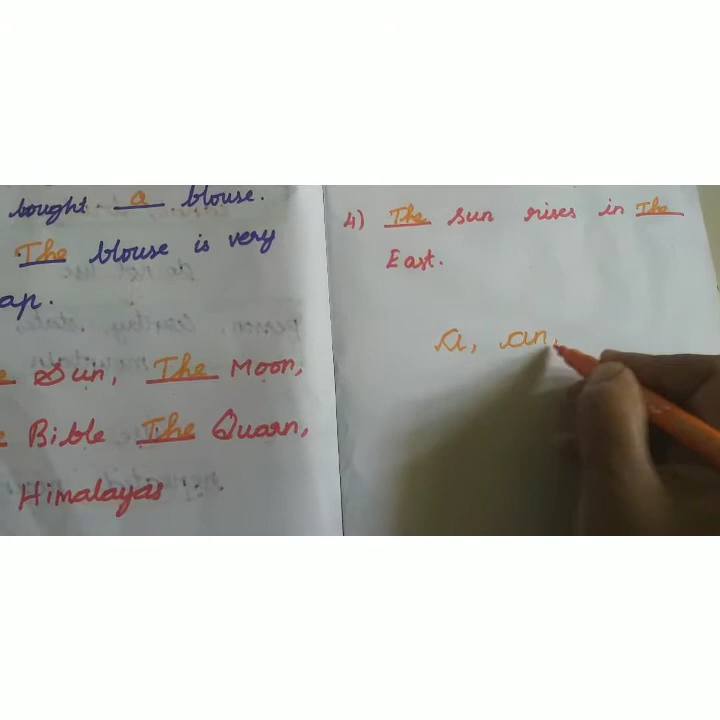 bought a blouse.
The blouse is very
ap.
e Sun, The Moon,
e Bible The Quarn,
Himalayas .
4) The sun rises in The
East.
a, an,